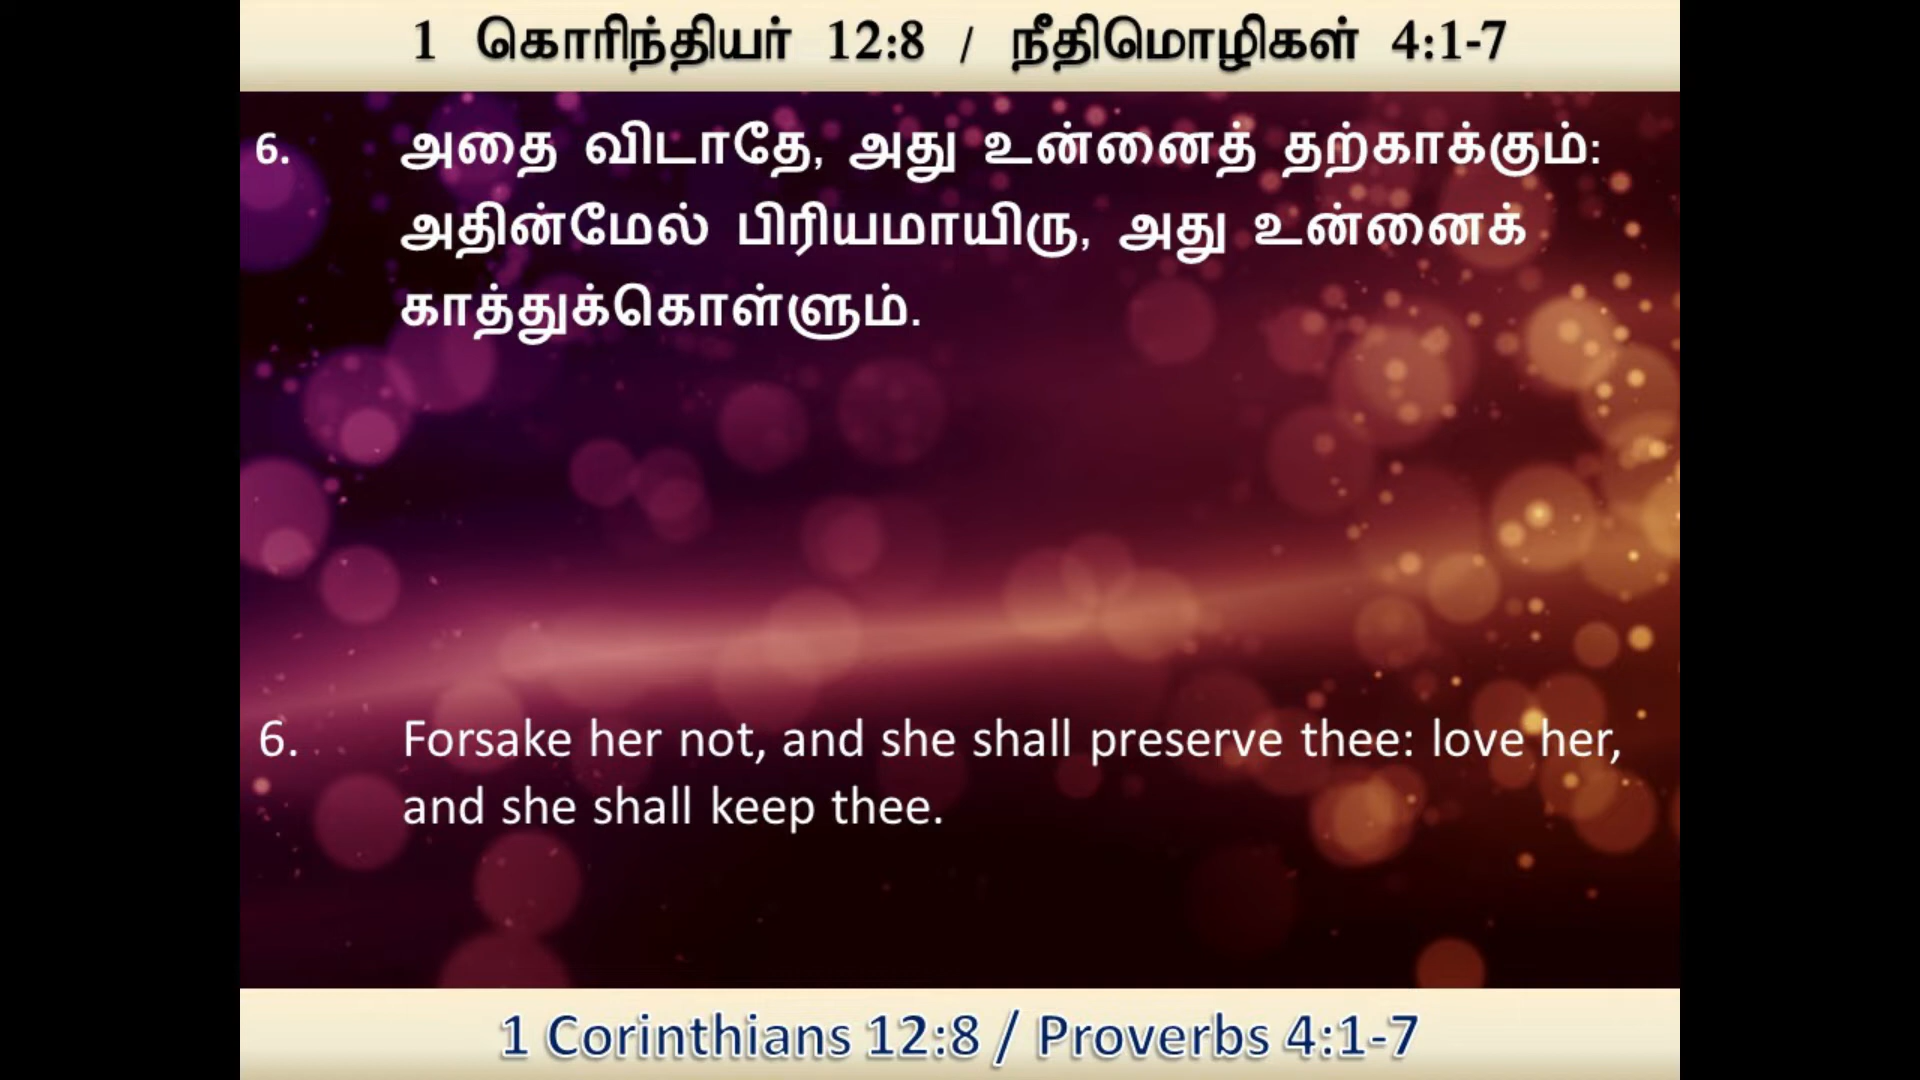 1 கொரிந்தியர் 12:8 / நீதிமொழிகள் 4:1-7
6. அதை விடாதே, அது உன்னைத் தற்காக்கும்:
அதின்மேல் பிரியமாயிரு, அது உன்னைக்
காத்துக்கொள்ளும்.
6. Forsake her not, and she shall preserve thee: love her,
and she shall keep thee.
1 Corinthians 12:8 / Proverbs 4:1-7